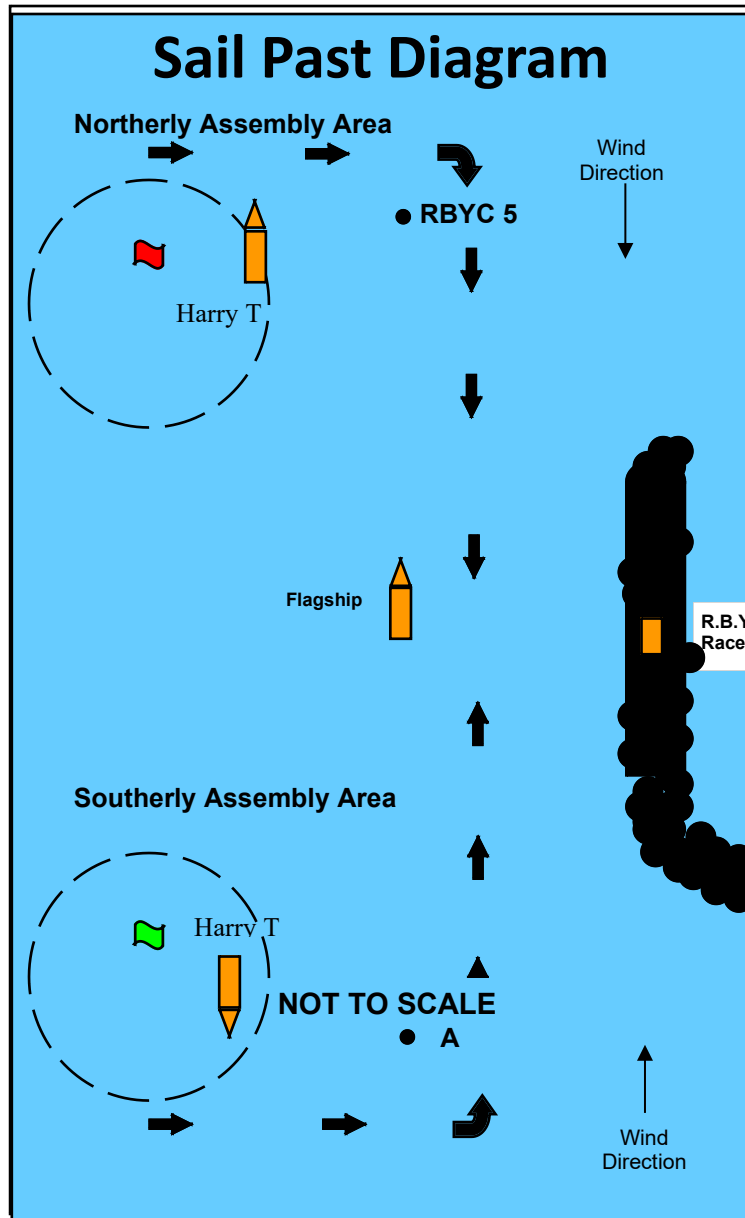 Sail Past Diagram
Northerly Assembly Area
Wind
Direction
RBYC 5
Harry T
Flagship
R.B.Y
Race
Southerly Assembly Area
Harry T
NOT TO SCALE
A
Wind
Direction